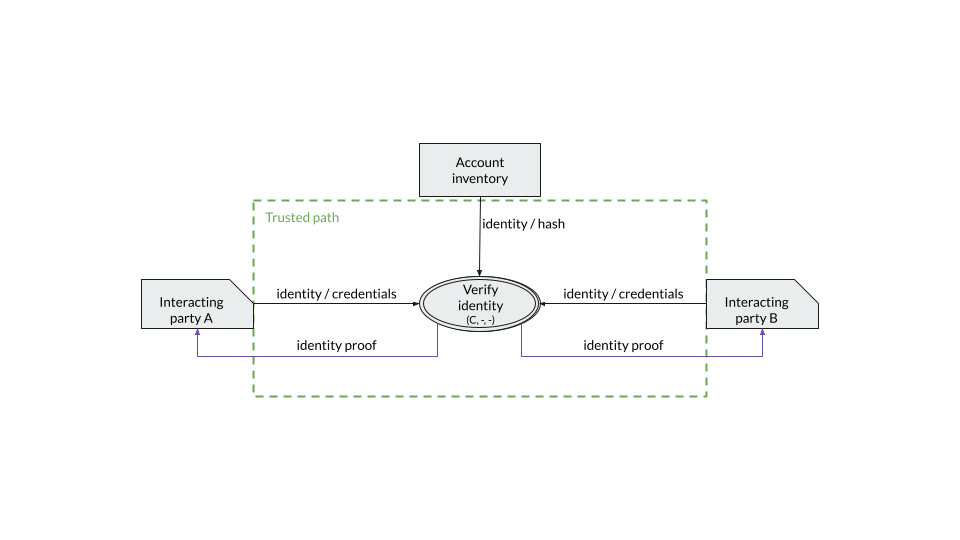 Account
inventory
Trusted path
identity / hash
Interacting
party A
identity / credentials
Verify
identity
(C, -, -)
identity / credentials
Interacting
party B
identity proof
identity proof